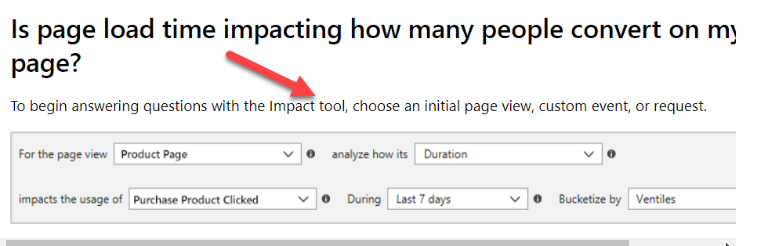 Is page load time impacting how many people convert on my
page?
To begin answering questions with the Impact tool, choose an initial page view, custom event, or request.
For the page view Product Page analyze how its Duration
impacts the usage of Purchase Product Clicked During Last 7 days Bucketize by Ventiles